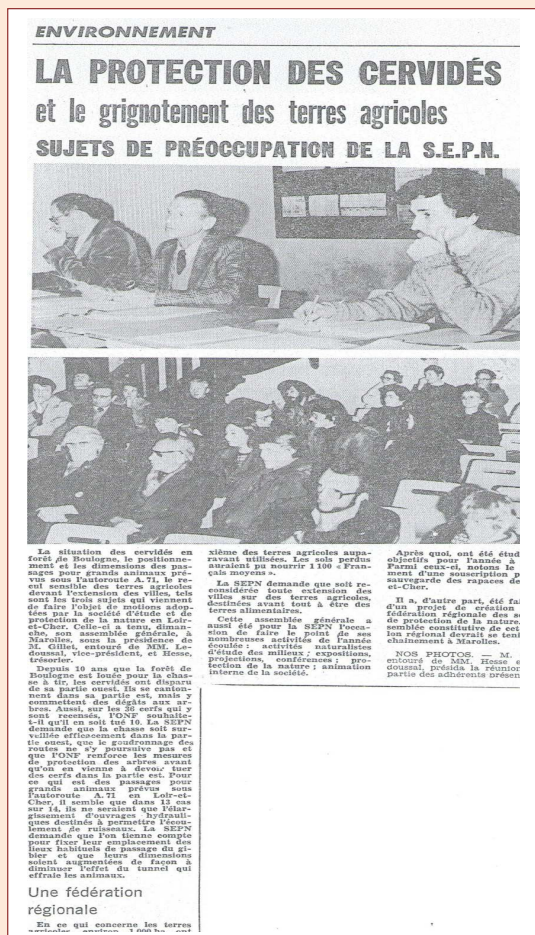 ENVIRONNEMENT
LA PROTECTION DES CERVIDÉS
et le grignotement des terres agricoles
SUJETS DE PRÉOCCUPATION DE LA S.E.P.N.
La situation des cervidés en
forêt de Boulogne, le positionne-
ment et les dimensions des pas-
sages pour grands animaux pré-
vus sous l'autoroute A. 71, le re-
cul sensible des terres agricoles
devant l'extension des villes, tels
sont les trois sujets qui viennent
de faire l'objet de motions adop-
tées par la société d'étude et de
protection de la nature en Loir-
et-Cher. Celle-ci a tenu, diman-
che, son assemblée générale, à
Marolles, sous la présidence de
M. Gillet, entouré de MM. Le-
doussal, vice-président, et Hesse,
trésorier.
Depuis 10 ans que la forêt de
Boulogne est louée pour la chas-
se à tir, les cervidés ont disparu
de sa partie ouest. Ils se canton-
nent dans sa partie est, mais y
commettent des dégâts aux ar-
bres. Aussi, sur les 36 cerfs qui y
sont recensés, l'ONF souhaite-
t-il qu'il en soit tué 10. La SEPN
demande que la chasse soit sur-
veillée efficacement dans la par-
tie ouest, que le goudronnage des
routes ne s'y poursuive pas et
que l'ONF renforce les mesures
de protection des arbres avant
qu'on en vienne à devoir tuer
des cerfs dans la partie est. Pour
ce qui est des passages pour
grands animaux prévus sous
l'autoroute A. 71 en Loir-et-
Cher, il semble que dans 13 cas
sur 14, ils ne seraient que l'élar-
gissement d'ouvrages hydrauli-
ques destinés à permettre l'écou-
lement de ruisseaux. La SEPN
demande que l'on tienne compte
pour fixer leur emplacement des
lieux habituels de passage du gi-
bier et que leurs dimensions
soient augmentées de façon à
diminuer l'effet du tunnel qui
effraie les animaux.
Une fédération
régionale
En ce qui concerne les terres
agricoles, environ 1 000 ha ont
xième des terres agricoles aupa-
ravant utilisées. Les sols perdus
auraient pu nourrir 1 100 « Fran-
çais moyens ».
La SEPN demande que soit re-
considérée toute extension des
villes sur des terres agricoles,
destinées avant tout à être des
terres alimentaires.
Cette assemblée générale a
aussi été pour la SEPN l'occa-
sion de faire le point de ses
nombreuses activités de l'année
écoulée : activités naturalistes
d'étude des milieux ; expositions,
projections, conférences ; pro-
tection de la nature ; animation
interne de la société.
Après quoi, ont été étud
objectifs pour l'année à
Parmi ceux-ci, notons le
ment d'une souscription p
sauvegarde des rapaces de
et-Cher.
Il a, d'autre part, été fai
d'un projet de création
fédération régionale des so
de protection de la nature.
semblée constitutive de cet
ion régional devrait se teni
chainement à Marolles.
NOS PHOTOS. — M.
entouré de MM. Hesse e
doussal, présida la réunion
partie des adhérents présen